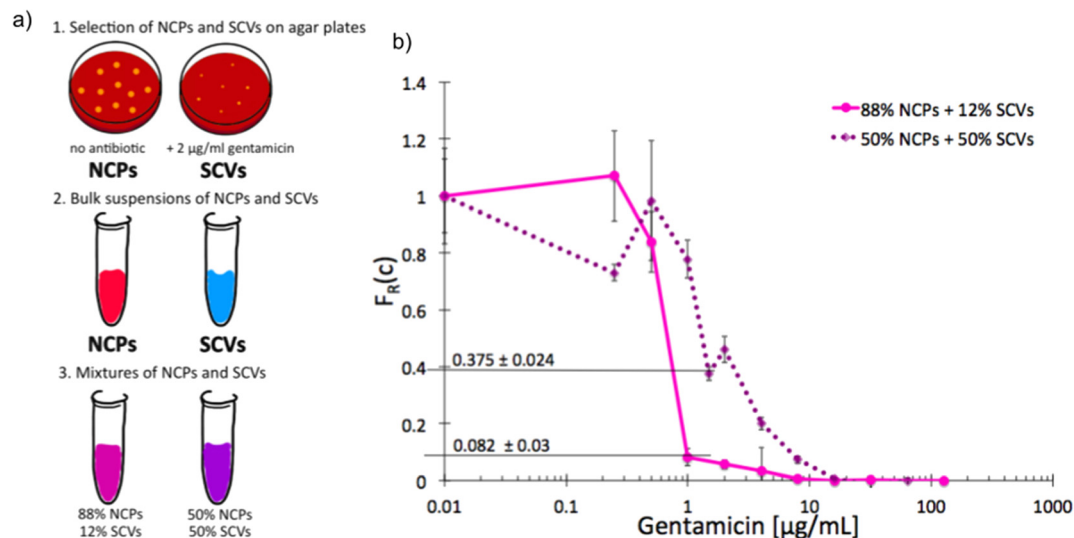 a)
1. Selection of NCPs and SCVs on agar plates
no antibiotic
+ 2 µg/ml gentamicin
NCPs
SCVs
2. Bulk suspensions of NCPs and SCVs
NCPs
SCVs
3. Mixtures of NCPs and SCVs
88% NCPs
12% SCVs
50% NCPs
50% SCVs
b)
1.4
1.2
1
0.8
0.6
0.4
0.2
0
F_R(c)
88% NCPs + 12% SCVs
50% NCPs + 50% SCVs
0.375 ± 0.024
0.082 ± 0.03
0.01
0.1
1
10
100
1000
Gentamicin [µg/mL]